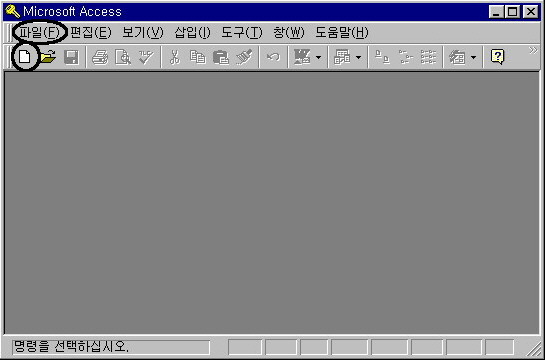 Microsoft Access
파일(F) 편집(E) 보기(V) 삽입(I) 도구(T) 창(W) 도움말(H)
명령을 선택하십시오.